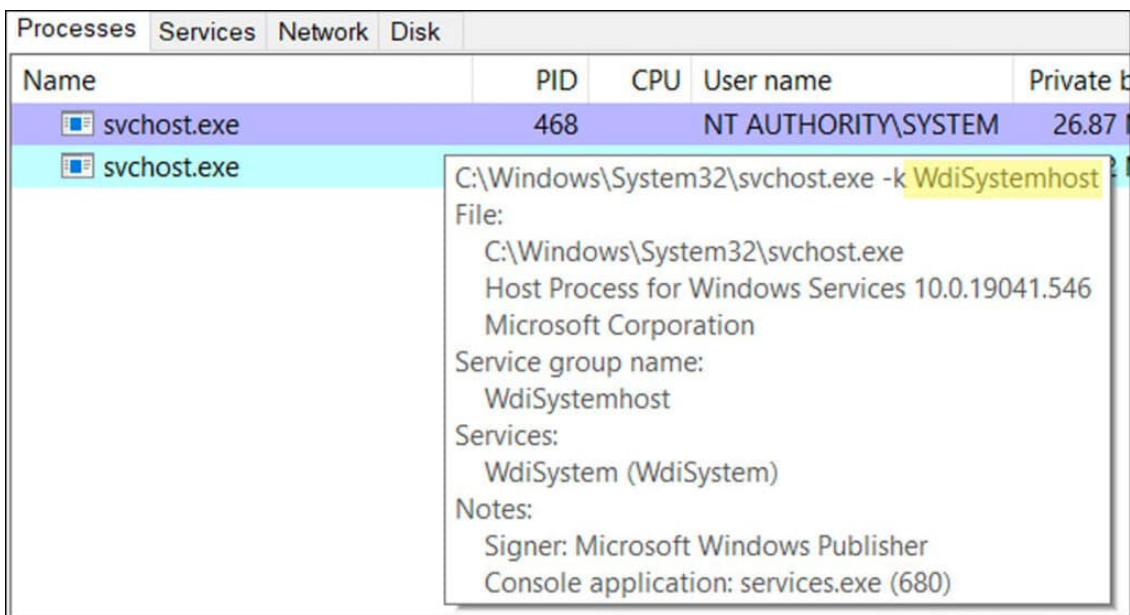 Processes Services Network Disk
Name PID CPU User name Private b
svchost.exe 468 NT AUTHORITY\SYSTEM 26.87
svchost.exe
C:\Windows\System32\svchost.exe -k WdiSystemhost
File:
C:\Windows\System32\svchost.exe
Host Process for Windows Services 10.0.19041.546
Microsoft Corporation
Service group name:
WdiSystemhost
Services:
WdiSystem (WdiSystem)
Notes:
Signer: Microsoft Windows Publisher
Console application: services.exe (680)